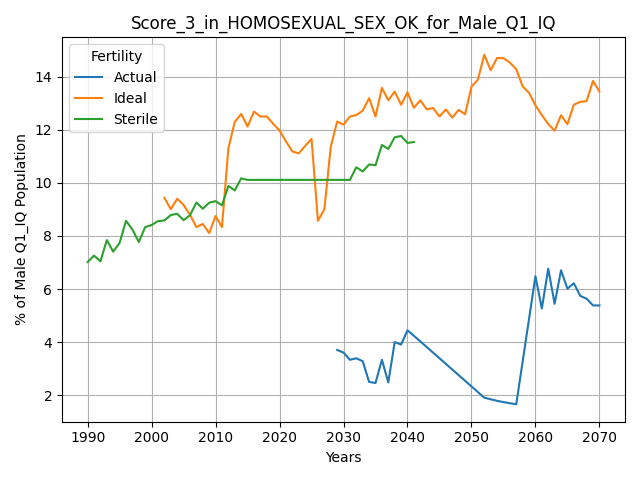 Score_3_in_HOMOSEXUAL_SEX_OK_for_Male_Q1_IQ
Fertility
Actual
Ideal
Sterile
% of Male Q1_IQ Population
14
12
10
8
6
4
2
1990 2000 2010 2020 2030 2040 2050 2060 2070
Years